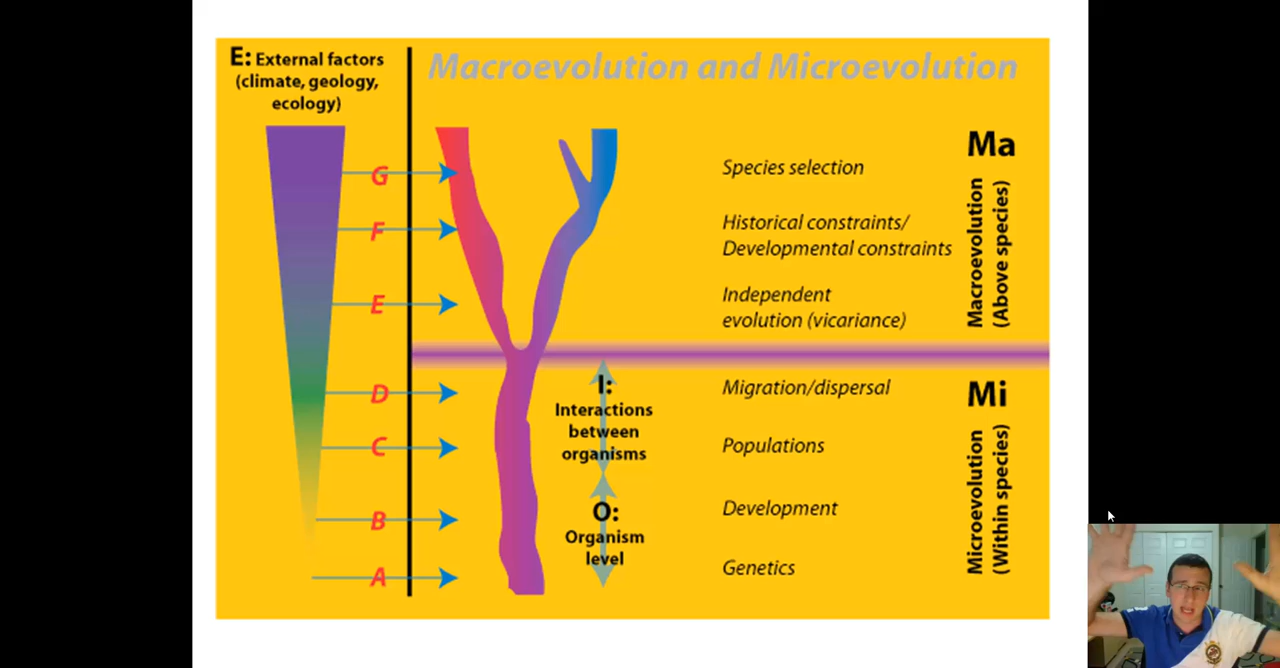 E: External factors
(climate, geology,
ecology)
Macroevolution and Microevolution
G
F
E
D
C
B
A
I:
Interactions
between
organisms
O:
Organism
level
Species selection
Historical constraints/
Developmental constraints
Independent
evolution (vicariance)
Migration/dispersal
Populations
Development
Genetics
Ma
Macroevolution
(Above species)
Mi
Microevolution
(Within species)